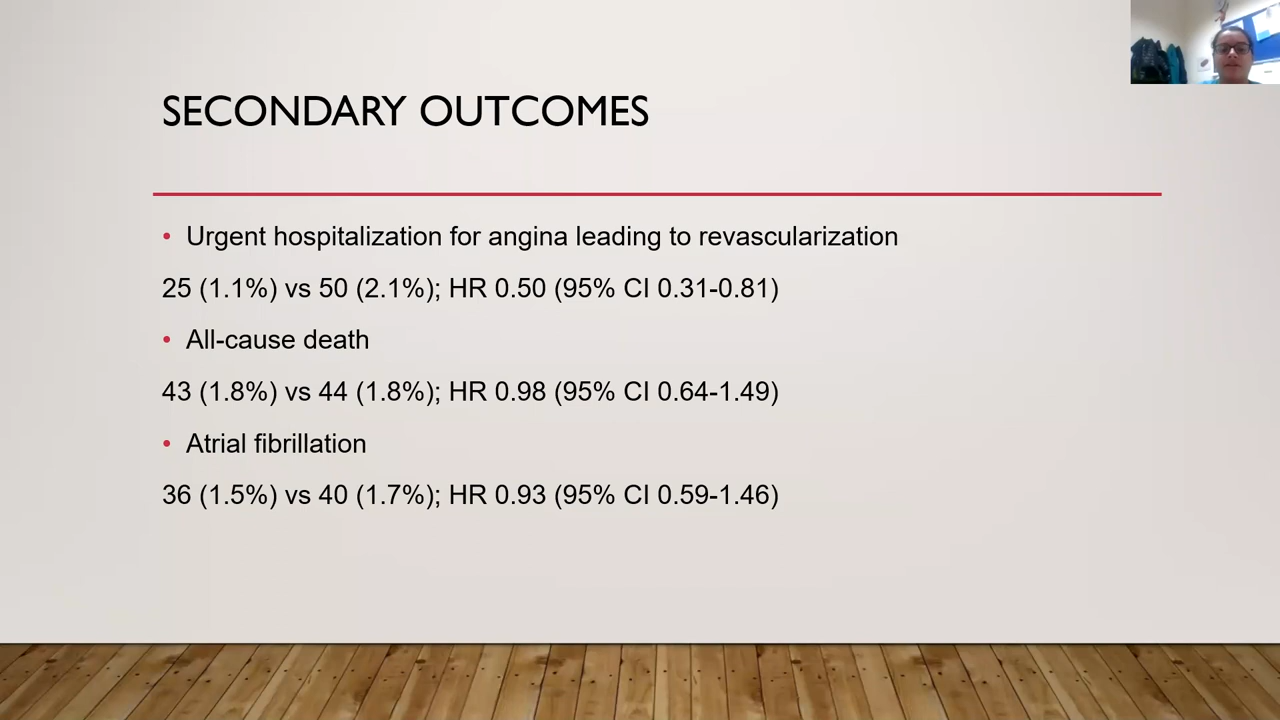 SECONDARY OUTCOMES
• Urgent hospitalization for angina leading to revascularization
25 (1.1%) vs 50 (2.1%); HR 0.50 (95% CI 0.31-0.81)
• All-cause death
43 (1.8%) vs 44 (1.8%); HR 0.98 (95% CI 0.64-1.49)
• Atrial fibrillation
36 (1.5%) vs 40 (1.7%); HR 0.93 (95% CI 0.59-1.46)